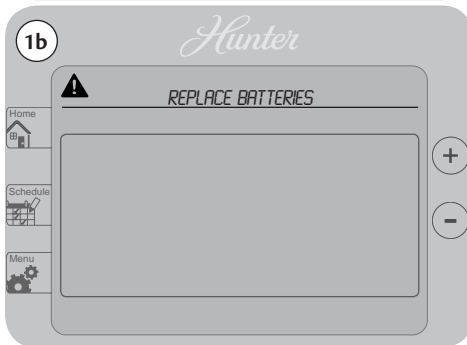 1b
Hunter
REPLACE BATTERIES
Home
Schedule
Menu
+
-